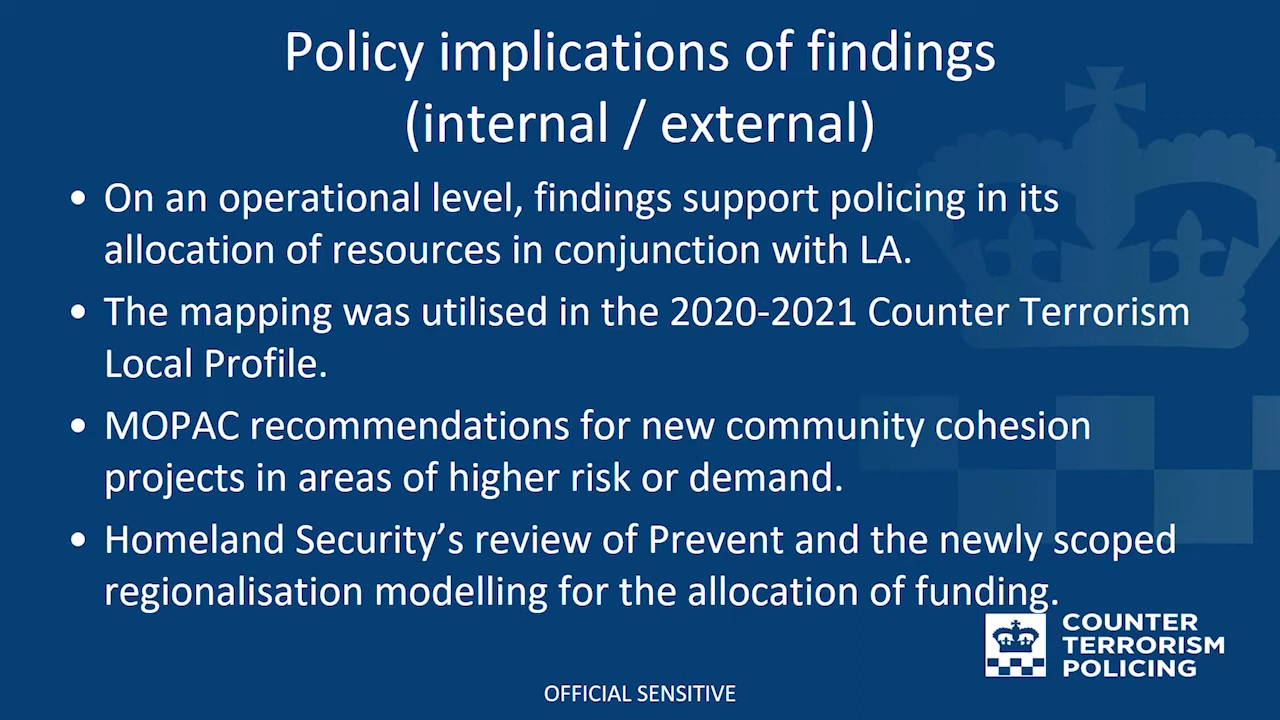 Policy implications of findings
(internal / external)
• On an operational level, findings support policing in its
allocation of resources in conjunction with LA.
• The mapping was utilised in the 2020-2021 Counter Terrorism
Local Profile.
• MOPAC recommendations for new community cohesion
projects in areas of higher risk or demand.
• Homeland Security’s review of Prevent and the newly scoped
regionalisation modelling for the allocation of funding.
COUNTER
TERRORISM
POLICING
OFFICIAL SENSITIVE